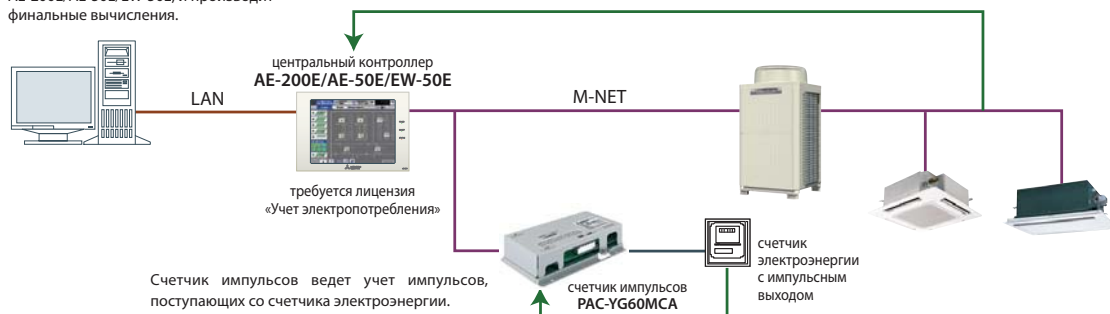 финальные вычисления.
центральный контроллер
AE-200E/AE-50E/EW-50E
LAN
M-NET
требуется лицензия
«Учет электропотребления»
Счетчик импульсов ведет учет импульсов,
поступающих со счетчика электроэнергии.
счетчик импульсов
PAC-YG60MCA
счетчик
электроэнергии
с импульсным
выходом